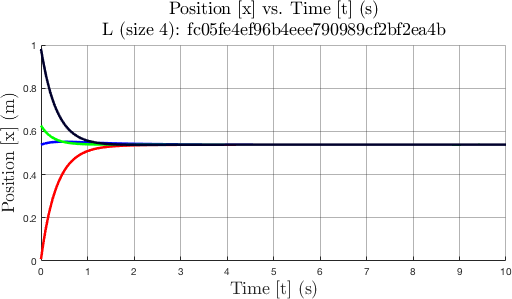 Position [x] vs. Time [t] (s)
L (size 4): fc05fe4ef96b4eee790989cf2bf2ea4b
Position [x] (m)
1
0.8
0.6
0.4
0.2
0
0 1 2 3 4 5 6 7 8 9 10
Time [t] (s)